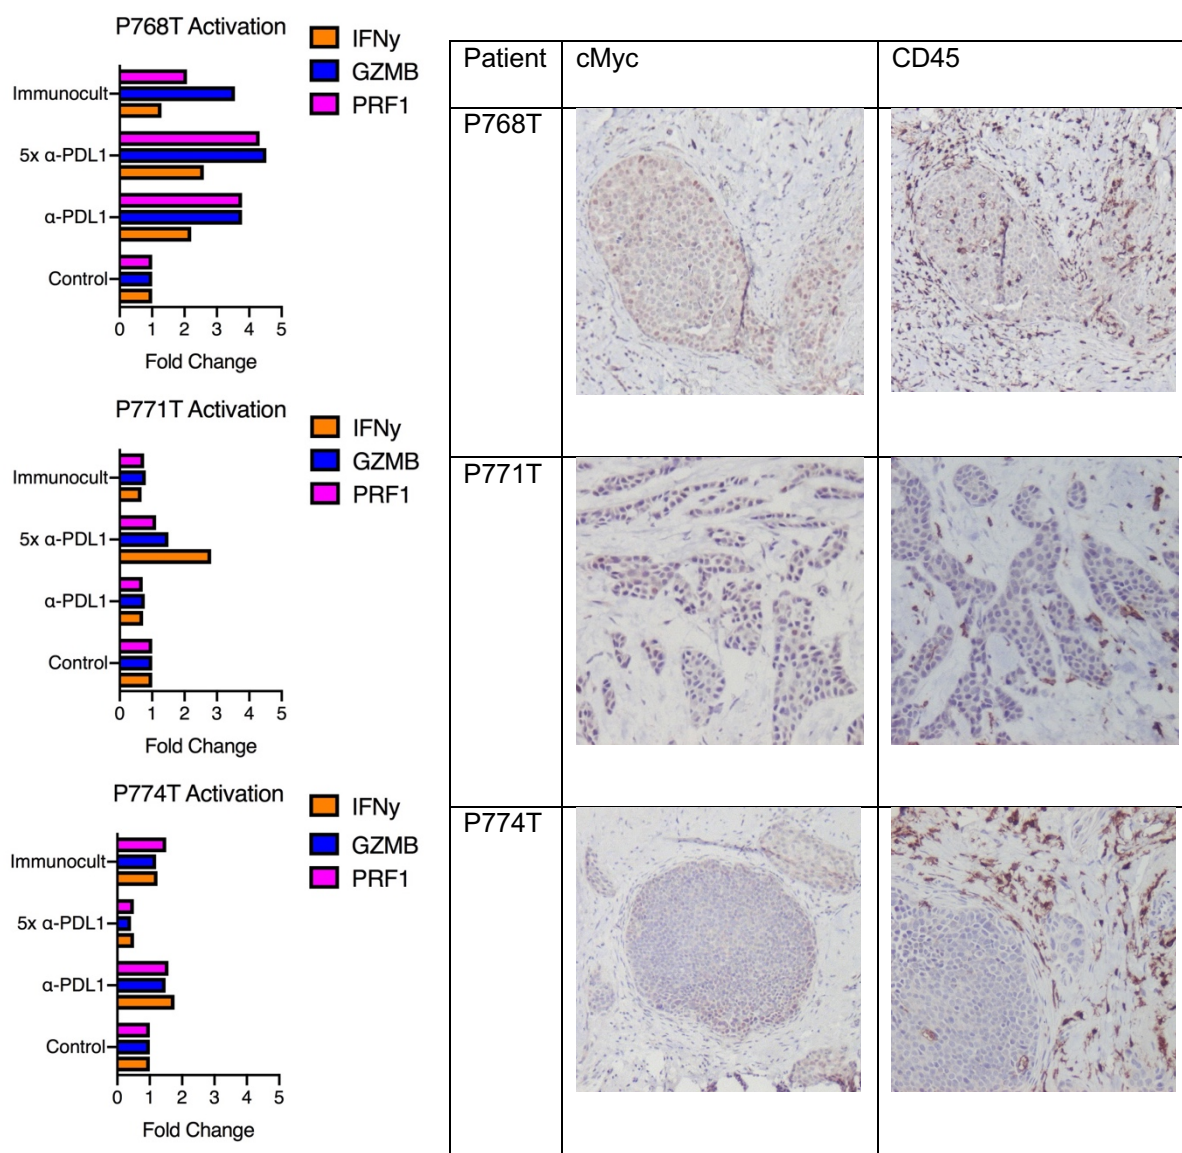 P768T Activation
IFNy
GZMB
PRF1
Immunocult
5x α-PDL1
α-PDL1
Control
0 1 2 3 4 5
Fold Change
P771T Activation
IFNy
GZMB
PRF1
Immunocult
5x α-PDL1
α-PDL1
Control
0 1 2 3 4 5
Fold Change
P774T Activation
IFNy
GZMB
PRF1
Immunocult
5x α-PDL1
α-PDL1
Control
0 1 2 3 4 5
Fold Change
Patient cMyc CD45
P768T
P771T
P774T